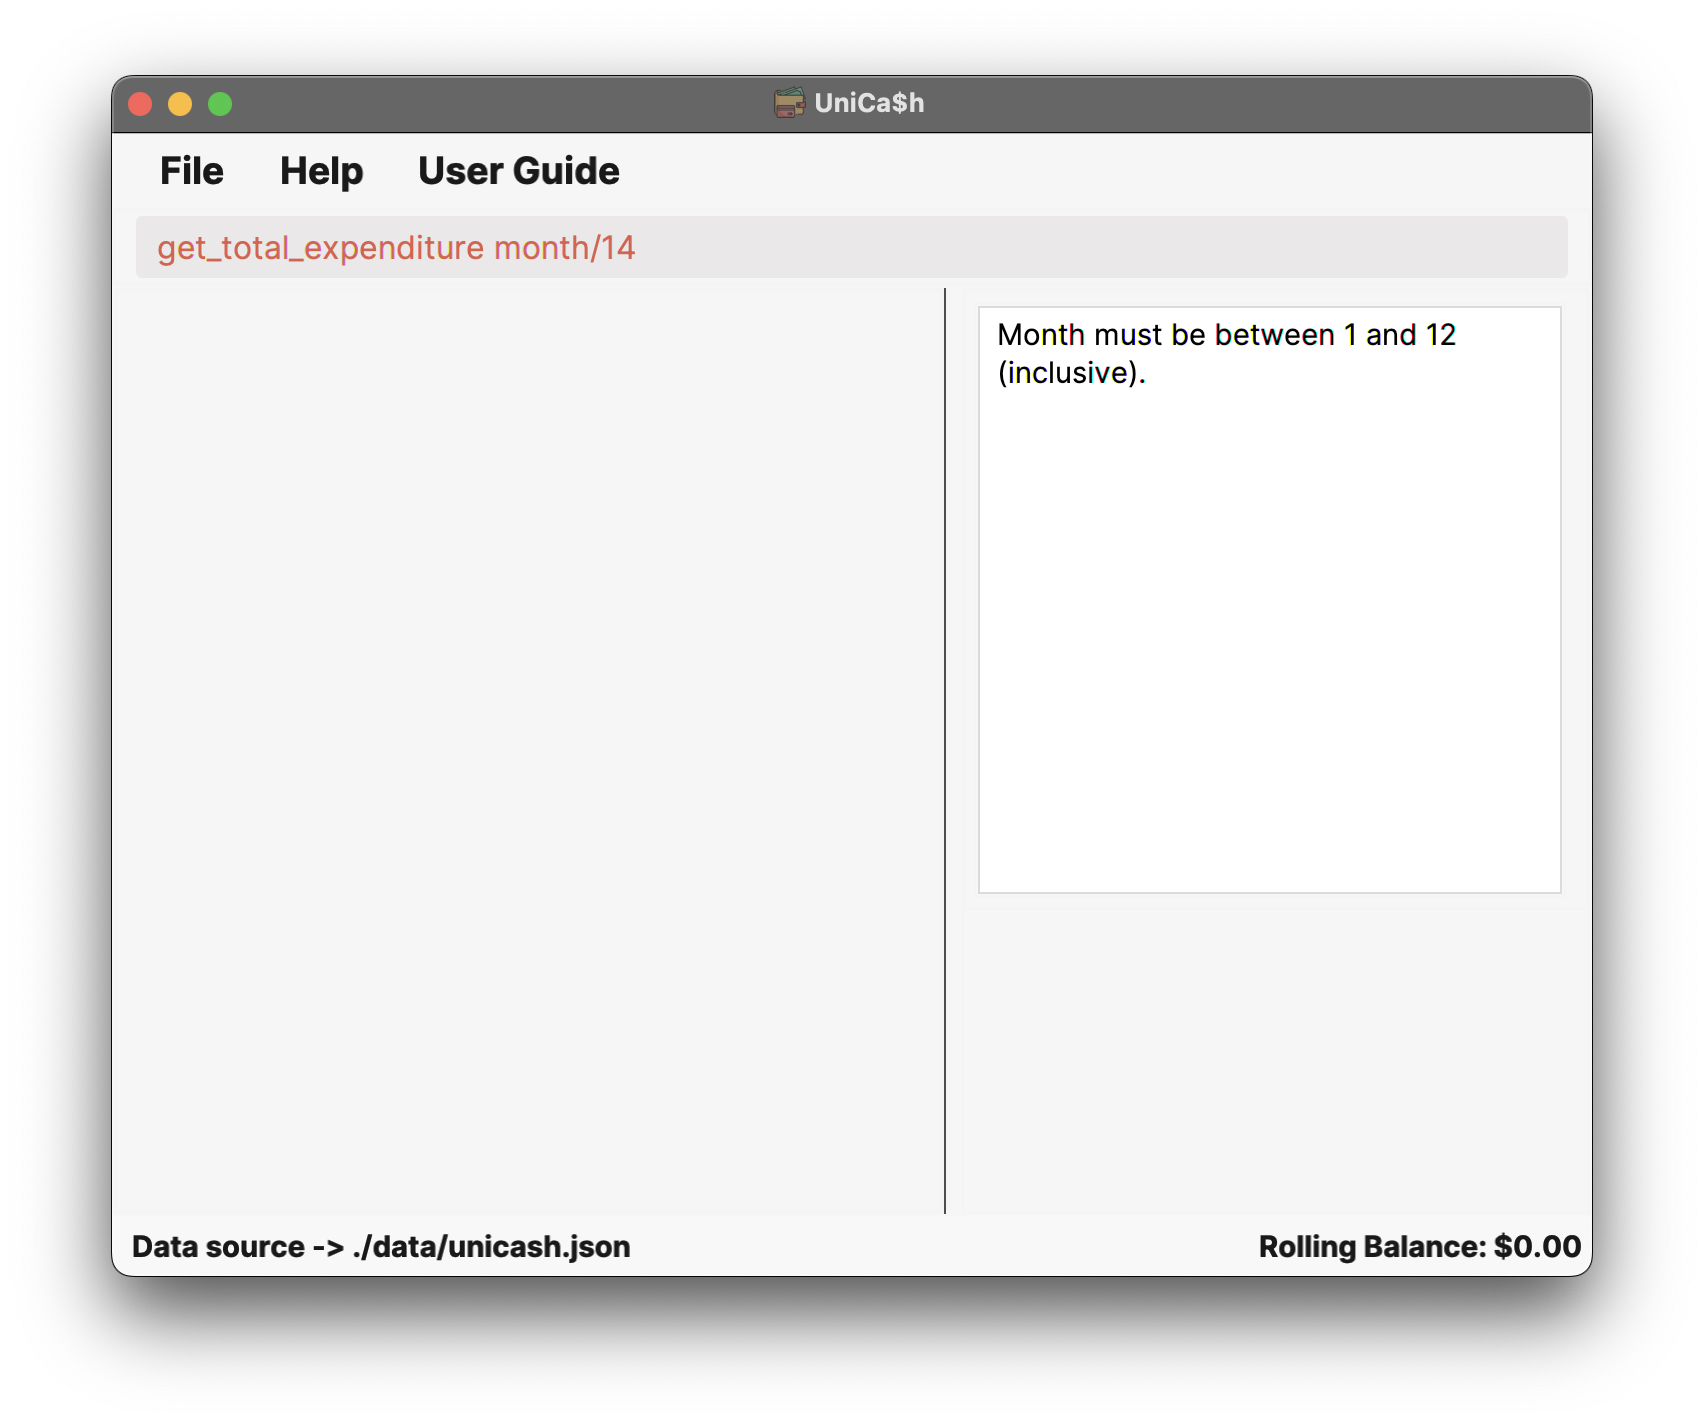 UniCa$h
File Help User Guide
get_total_expenditure month/14
Month must be between 1 and 12
(inclusive).
Data source -> ./data/unicash.json
Rolling Balance: $0.00